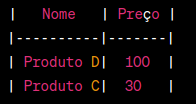 |   Nome   | Preço |
|----------|-------|
| Produto D|  100
| Produto C|  30   |